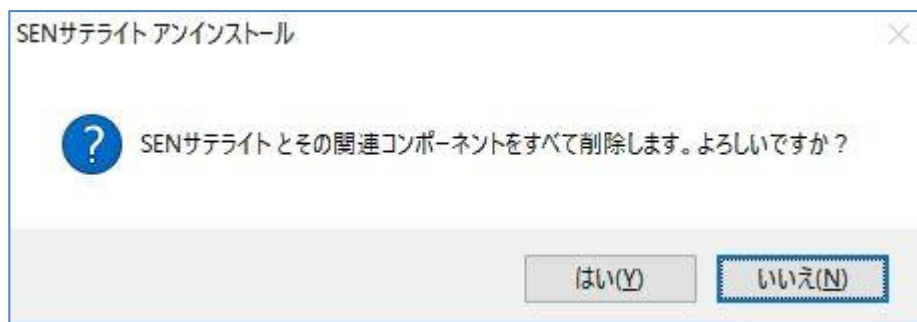 SENサテライト アンインストール
?
SENサテライト とその関連コンポーネントをすべて削除します。よろしいですか？
はい(Y)
いいえ(N)